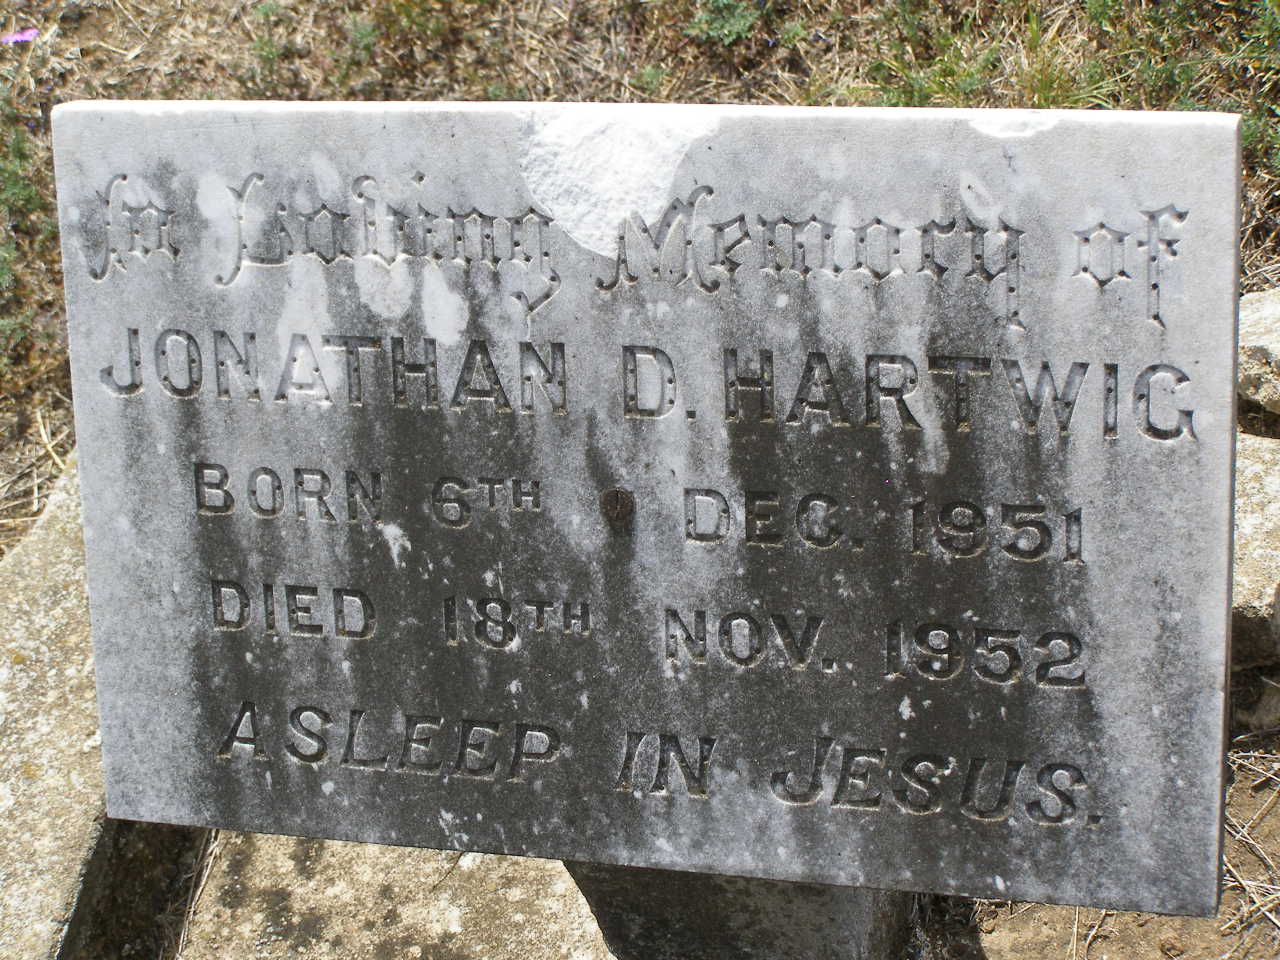 In Loving Memory of
JONATHAN D. HARTWIG
BORN 6TH DEC. 1951
DIED 18TH NOV. 1952
ASLEEP IN JESUS.